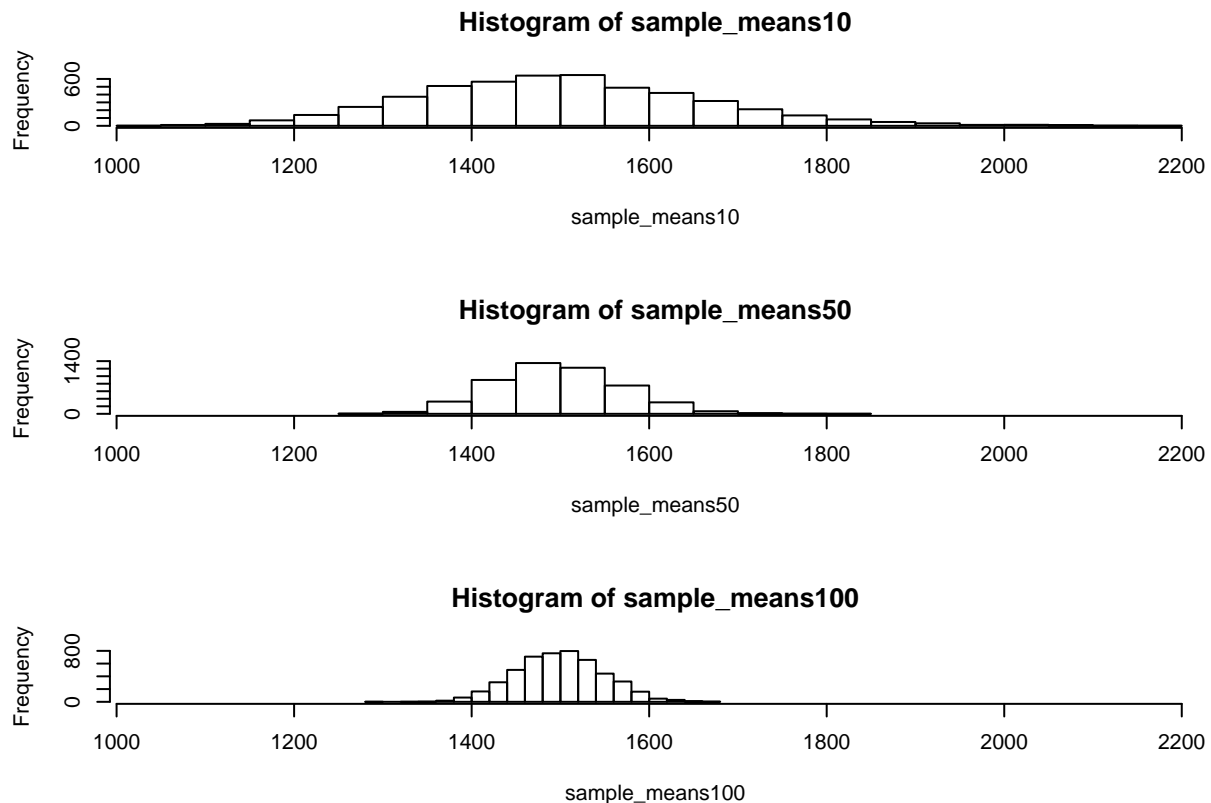 Histogram of sample_means10
Frequency
600
0
1000 1200 1400 1600 1800 2000 2200
sample_means10
Histogram of sample_means50
Frequency
1400
0
1000 1200 1400 1600 1800 2000 2200
sample_means50
Histogram of sample_means100
Frequency
800
0
1000 1200 1400 1600 1800 2000 2200
sample_means100